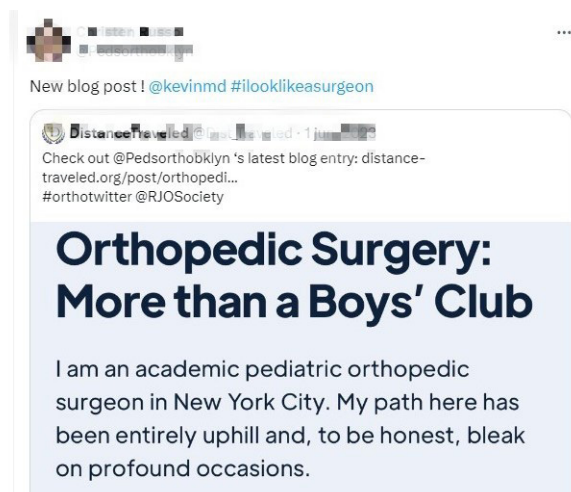 New blog post ! @kevinmd #ilooklikeasurgeon
DistanceTraveled
Check out @Pedsorthobklyn ‘s latest blog entry: distance-
traveled.org/post/orthopedi...
#orthotwitter @RJOSociety
Orthopedic Surgery:
More than a Boys’ Club
I am an academic pediatric orthopedic
surgeon in New York City. My path here has
been entirely uphill and, to be honest, bleak
on profound occasions.